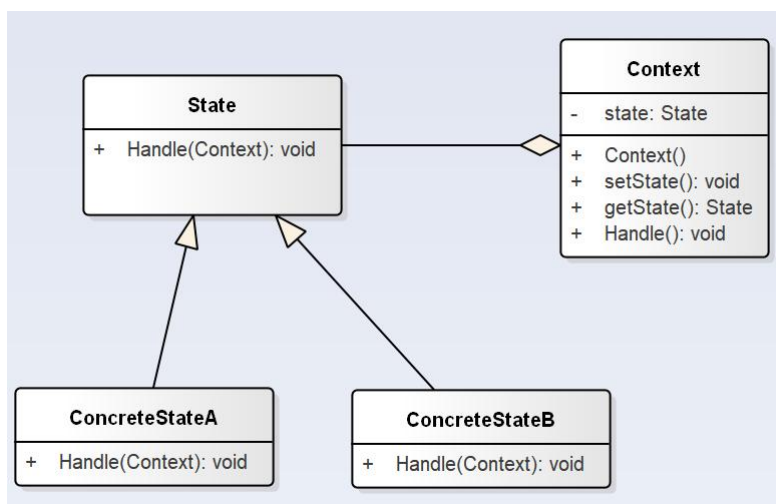 State
+ Handle(Context): void
Context
- state: State
+ Context()
+ setState(): void
+ getState(): State
+ Handle(): void
ConcreteStateA
+ Handle(Context): void
ConcreteStateB
+ Handle(Context): void